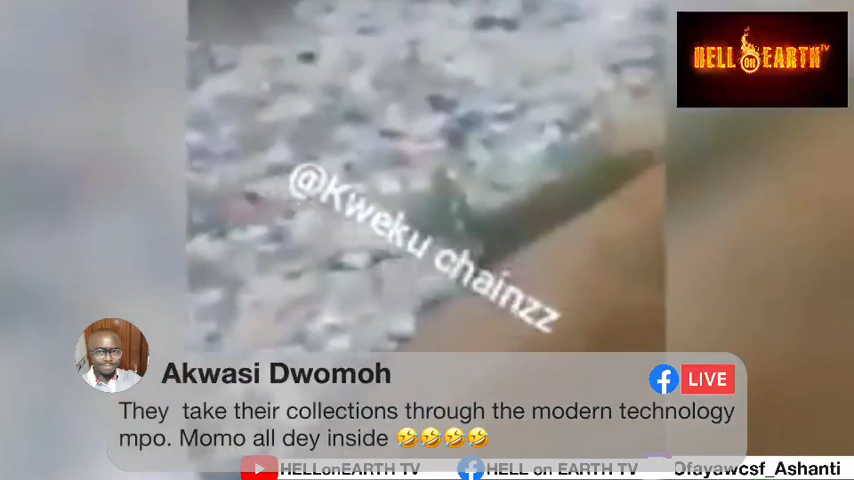 HELL ON EARTH TV
@Kweku chainzz
Akwasi Dwomoh
LIVE
They take their collections through the modern technology
mpo. Momo all dey inside 🤣🤣🤣🤣
HELLonEARTH TV
HELL on EARTH TV
Ofayawcsf_Ashanti